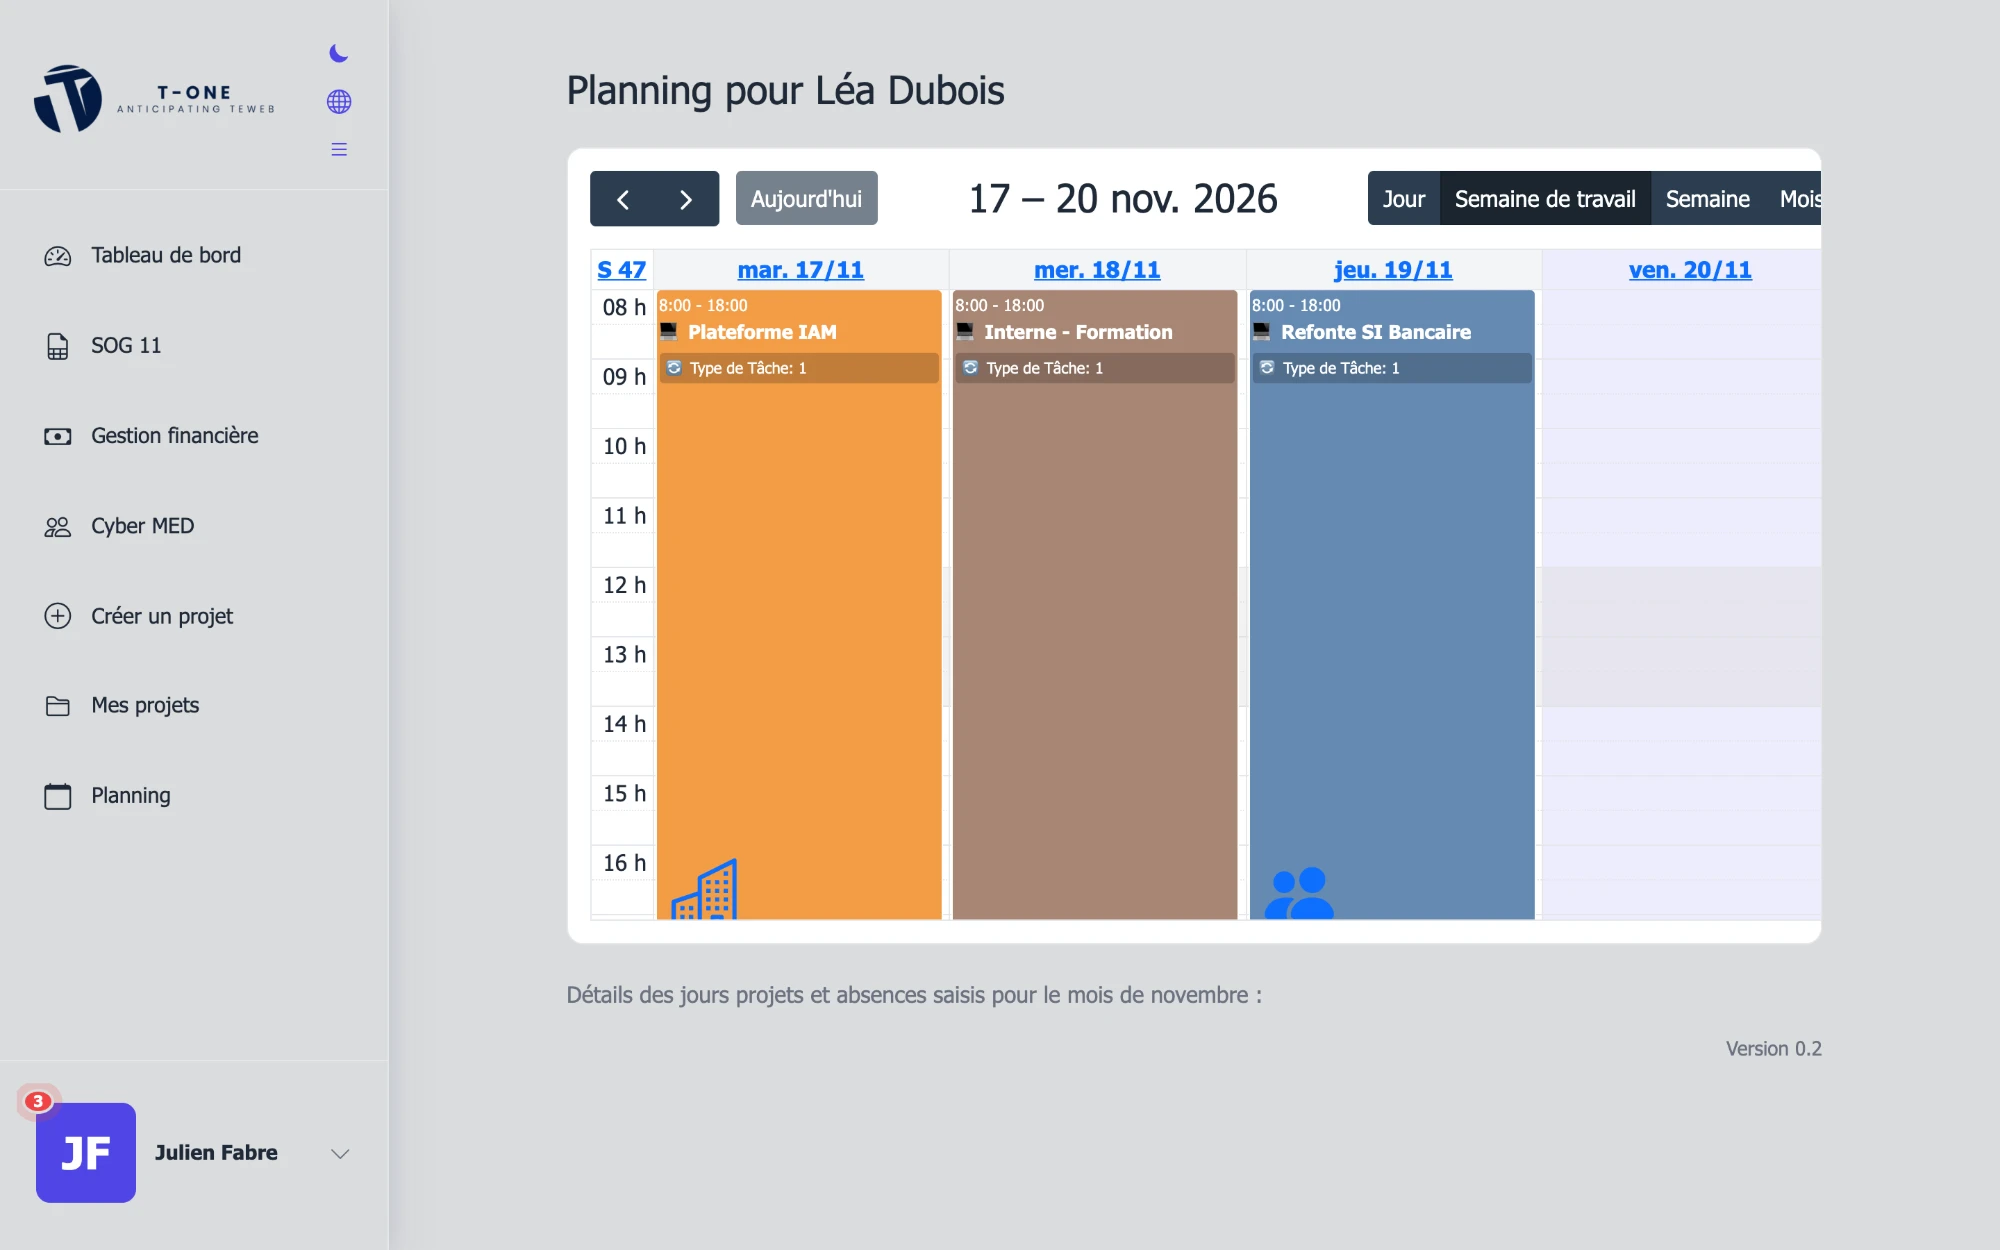 T-ONE
ANTICIPATING TEWEB
Tableau de bord
SOG 11
Gestion financière
Cyber MED
Créer un projet
Mes projets
Planning
3
JF
Julien Fabre
Planning pour Léa Dubois
Aujourd'hui
17 – 20 nov. 2026
Jour
Semaine de travail
Semaine
Mois
S 47
mar. 17/11
mer. 18/11
jeu. 19/11
ven. 20/11
08 h
09 h
10 h
11 h
12 h
13 h
14 h
15 h
16 h
8:00 - 18:00
Plateforme IAM
Type de Tâche: 1
8:00 - 18:00
Interne - Formation
Type de Tâche: 1
8:00 - 18:00
Refonte SI Bancaire
Type de Tâche: 1
Détails des jours projets et absences saisis pour le mois de novembre :
Version 0.2